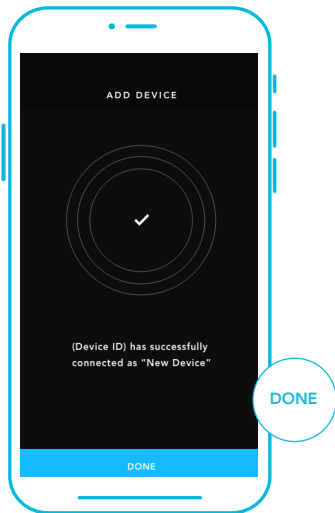 ADD DEVICE
(Device ID) has successfully
connected as “New Device”
DONE
DONE